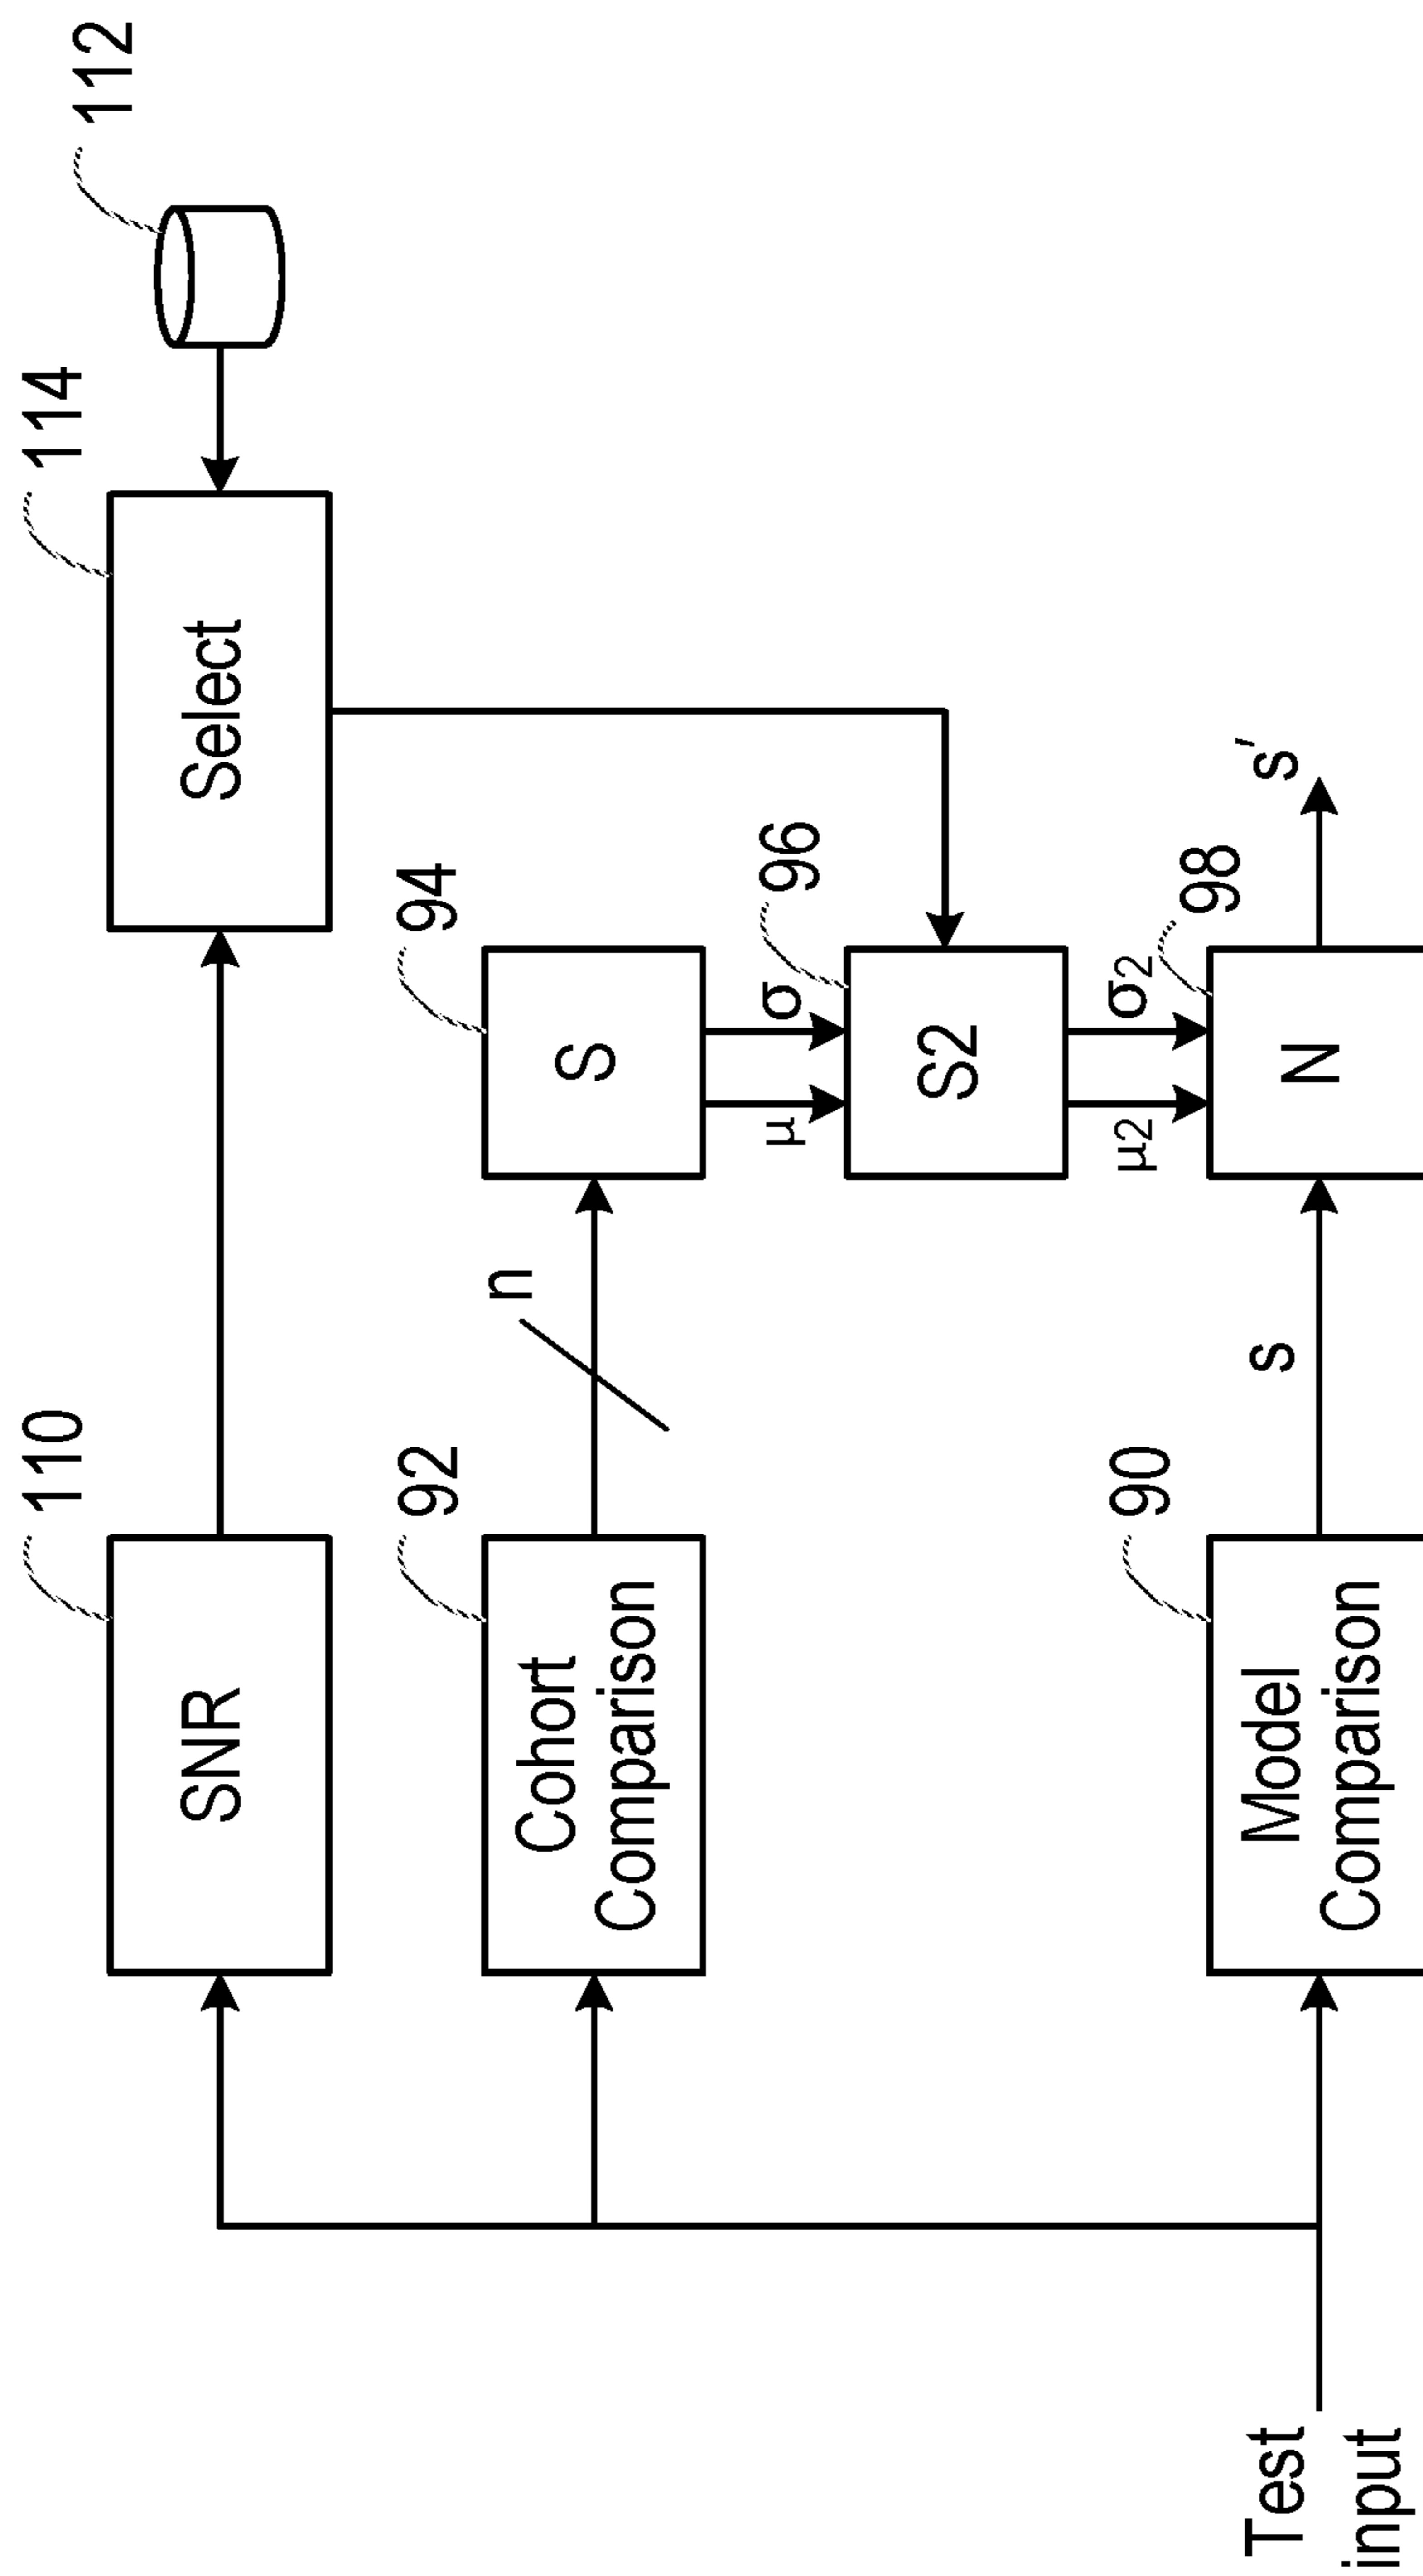 110
SNR
114
Select
112
92
Cohort
Comparison
n
94
S
μ
σ
96
S2
μ2
σ2
98
N
s'
Test
input
90
Model
Comparison
s